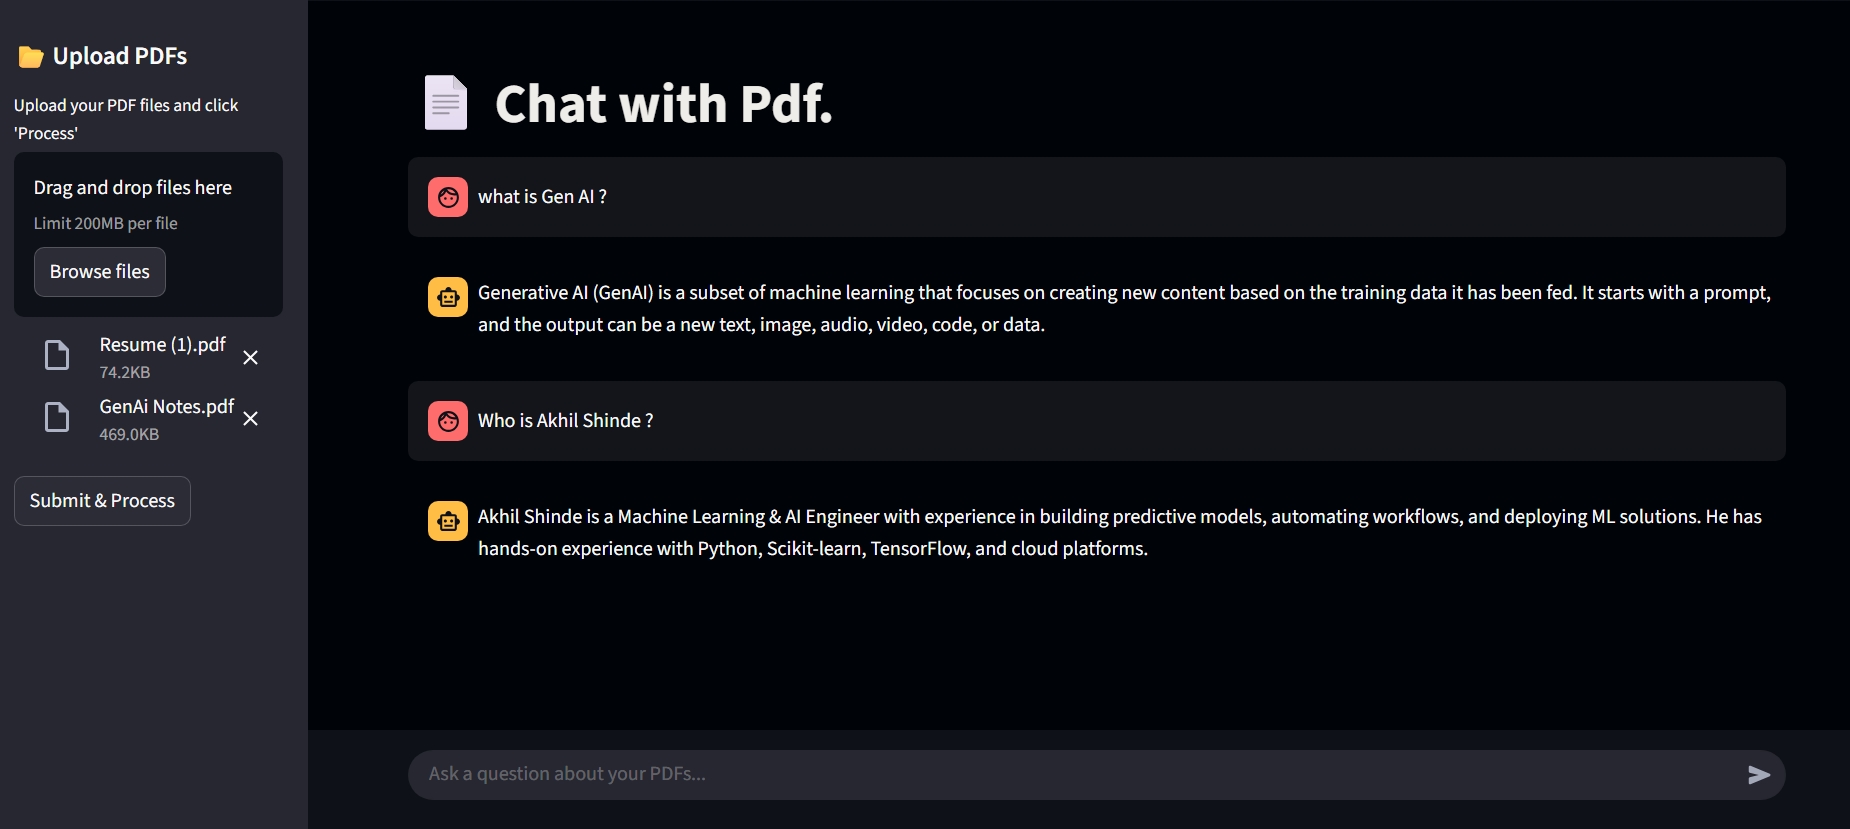 Upload PDFs
Upload your PDF files and click
'Process'
Drag and drop files here
Limit 200MB per file
Browse files
Resume (1).pdf
74.2KB
GenAi Notes.pdf
469.0KB
Submit & Process
Chat with Pdf.
what is Gen AI ?
Generative AI (GenAI) is a subset of machine learning that focuses on creating new content based on the training data it has been fed. It starts with a prompt,
and the output can be a new text, image, audio, video, code, or data.
Who is Akhil Shinde ?
Akhil Shinde is a Machine Learning & AI Engineer with experience in building predictive models, automating workflows, and deploying ML solutions. He has
hands-on experience with Python, Scikit-learn, TensorFlow, and cloud platforms.
Ask a question about your PDFs...